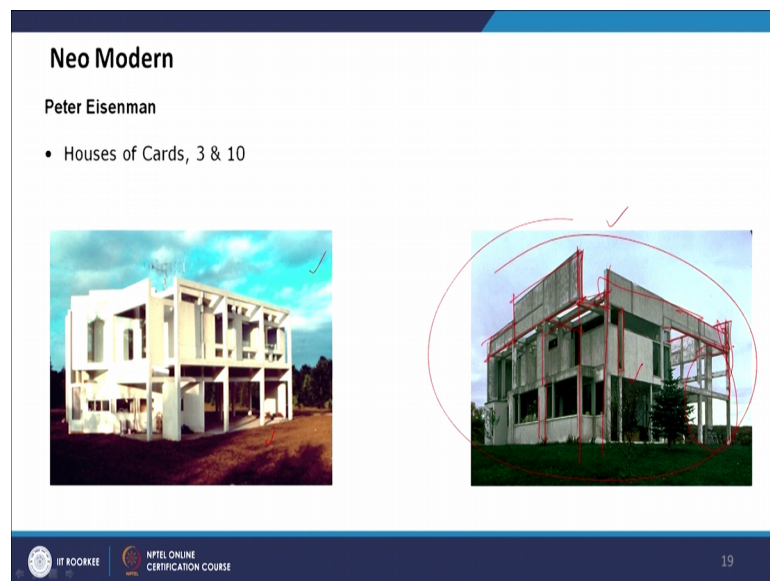 Neo Modern
Peter Eisenman
• Houses of Cards, 3 & 10
IIT ROORKEE
NPTEL ONLINE
CERTIFICATION COURSE
19